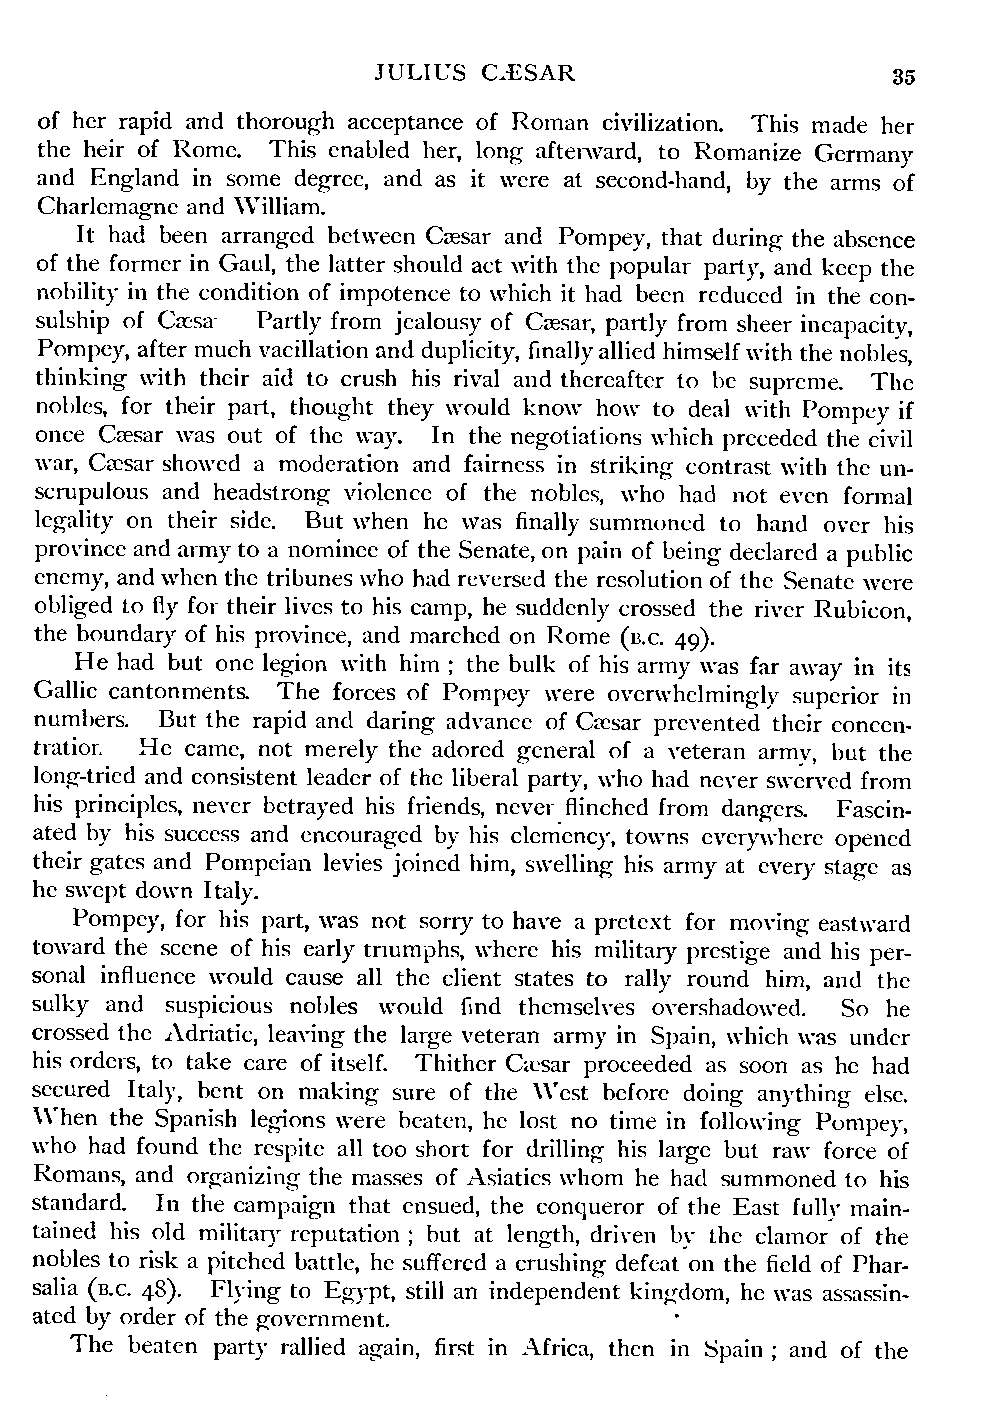 JULIUS CÆSAR 35
of her rapid and thorough acceptance of Roman civilization. This made her
the heir of Rome. This enabled her, long afterward, to Romanize Germany
and England in some degree, and as it were at second-hand, by the arms of
Charlemagne and William.
It had been arranged between Cæsar and Pompey, that during the absence
of the former in Gaul, the latter should act with the popular party, and keep the
nobility in the condition of impotence to which it had been reduced in the con-
sulship of Cæsa Partly from jealousy of Cæsar, partly from sheer incapacity,
Pompey, after much vacillation and duplicity, finally allied himself with the nobles,
thinking with their aid to crush his rival and thereafter to be supreme. The
nobles, for their part, thought they would know how to deal with Pompey if
once Cæsar was out of the way. In the negotiations which preceded the civil
war, Cæsar showed a moderation and fairness in striking contrast with the un-
scrupulous and headstrong violence of the nobles, who had not even formal
legality on their side. But when he was finally summoned to hand over his
province and army to a nominee of the Senate, on pain of being declared a public
enemy, and when the tribunes who had reversed the resolution of the Senate were
obliged to fly for their lives to his camp, he suddenly crossed the river Rubicon,
the boundary of his province, and marched on Rome (B.C. 49).
He had but one legion with him ; the bulk of his army was far away in its
Gallic cantonments. The forces of Pompey were overwhelmingly superior in
numbers. But the rapid and daring advance of Cæsar prevented their concen-
tration. He came, not merely the adored general of a veteran army, but the
long-tried and consistent leader of the liberal party, who had never swerved from
his principles, never betrayed his friends, never flinched from dangers. Fascin-
ated by his success and encouraged by his clemency, towns everywhere opened
their gates and Pompeian levies joined him, swelling his army at every stage as
he swept down Italy.
Pompey, for his part, was not sorry to have a pretext for moving eastward
toward the scene of his early triumphs, where his military prestige and his per-
sonal influence would cause all the client states to rally round him, and the
sulky and suspicious nobles would find themselves overshadowed. So he
crossed the Adriatic, leaving the large veteran army in Spain, which was under
his orders, to take care of itself. Thither Cæsar proceeded as soon as he had
secured Italy, bent on making sure of the West before doing anything else.
When the Spanish legions were beaten, he lost no time in following Pompey,
who had found the respite all too short for drilling his large but raw force of
Romans, and organizing the masses of Asiatics whom he had summoned to his
standard. In the campaign that ensued, the conqueror of the East fully main-
tained his old military reputation ; but at length, driven by the clamor of the
nobles to risk a pitched battle, he suffered a crushing defeat on the field of Phar-
salia (B.C. 48). Flying to Egypt, still an independent kingdom, he was assassin-
ated by order of the government.
The beaten party rallied again, first in Africa, then in Spain ; and of the